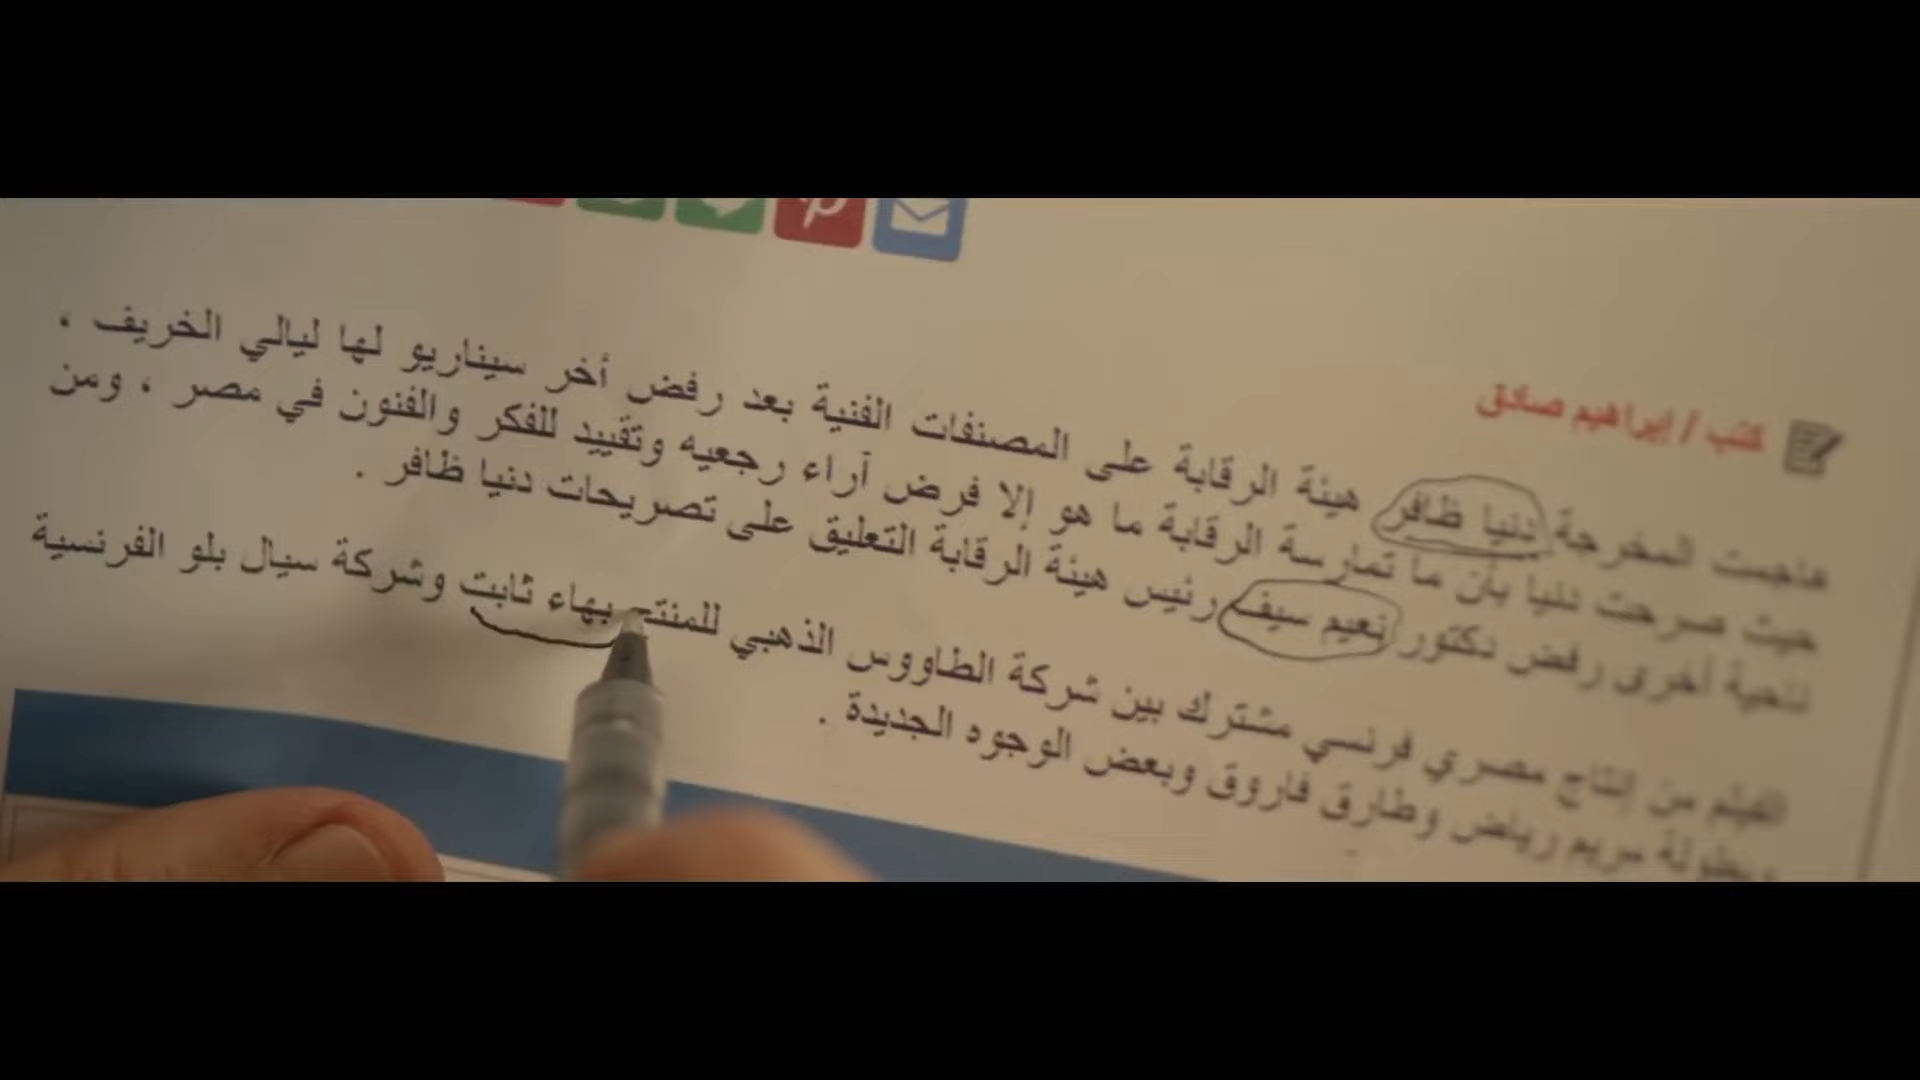 كتب / إبراهيم صادق
هاجمت المخرجة دنيا ظافر هيئة الرقابة على المصنفات الفنية بعد رفض أخر سيناريو لها ليالي الخريف ،
حيث صرحت دنيا بأن ما تمارسة الرقابة ما هو إلا فرض آراء رجعيه وتقييد للفكر والفنون في مصر ، ومن
ناحية أخرى رفض دكتور نعيم سيف رئيس هيئة الرقابة التعليق على تصريحات دنيا ظافر .
الفيلم من إنتاج مصري فرنسي مشترك بين شركة الطاووس الذهبي للمنتج بهاء ثابت وشركة سيال بلو الفرنسية
وبطولة مريم رياض وطارق فاروق وبعض الوجوه الجديدة .